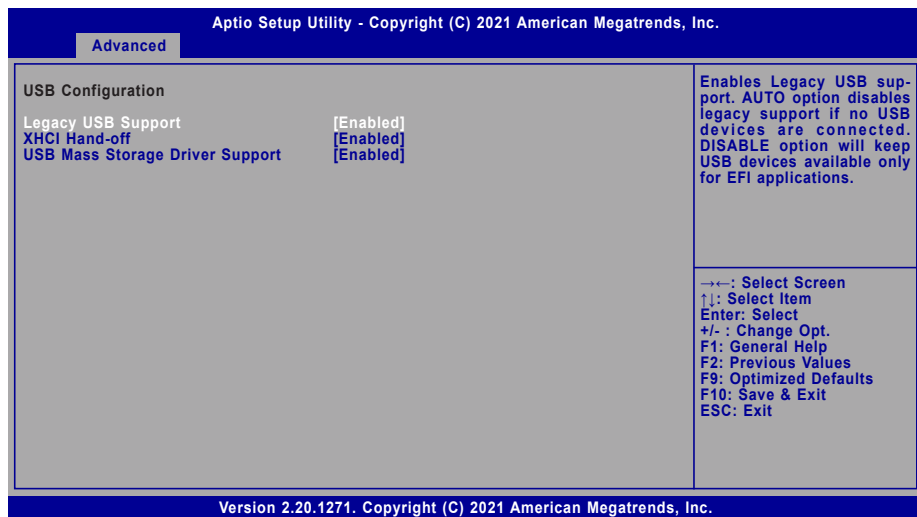 Aptio Setup Utility - Copyright (C) 2021 American Megatrends, Inc.
Advanced
USB Configuration
Legacy USB Support [Enabled]
XHCI Hand-off [Enabled]
USB Mass Storage Driver Support [Enabled]
Enables Legacy USB sup-
port. AUTO option disables
legacy support if no USB
devices are connected.
DISABLE option will keep
USB devices available only
for EFI applications.
→←: Select Screen
↑↓: Select Item
Enter: Select
+/- : Change Opt.
F1: General Help
F2: Previous Values
F9: Optimized Defaults
F10: Save & Exit
ESC: Exit
Version 2.20.1271. Copyright (C) 2021 American Megatrends, Inc.